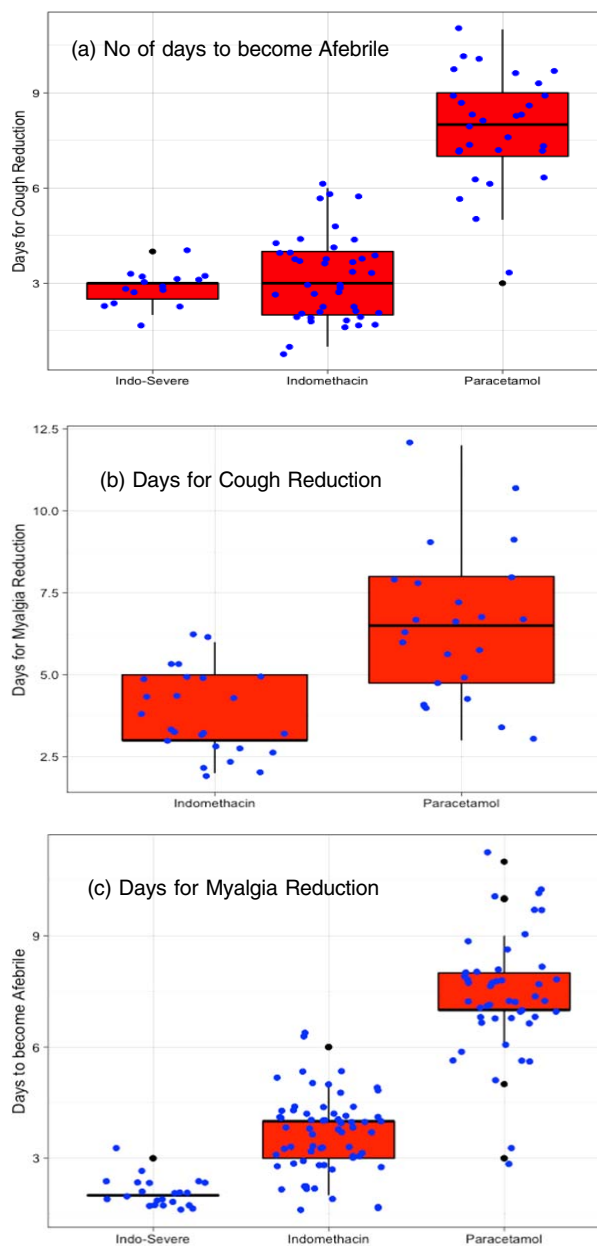 (a) No of days to become Afebrile
Days for Cough Reduction
9
6
3
Indo-Severe Indomethacin Paracetamol
(b) Days for Cough Reduction
Days for Myalgia Reduction
12.5
10.0
7.5
5.0
2.5
Indomethacin Paracetamol
(c) Days for Myalgia Reduction
Days to become Afebrile
9
6
3
Indo-Severe Indomethacin Paracetamol